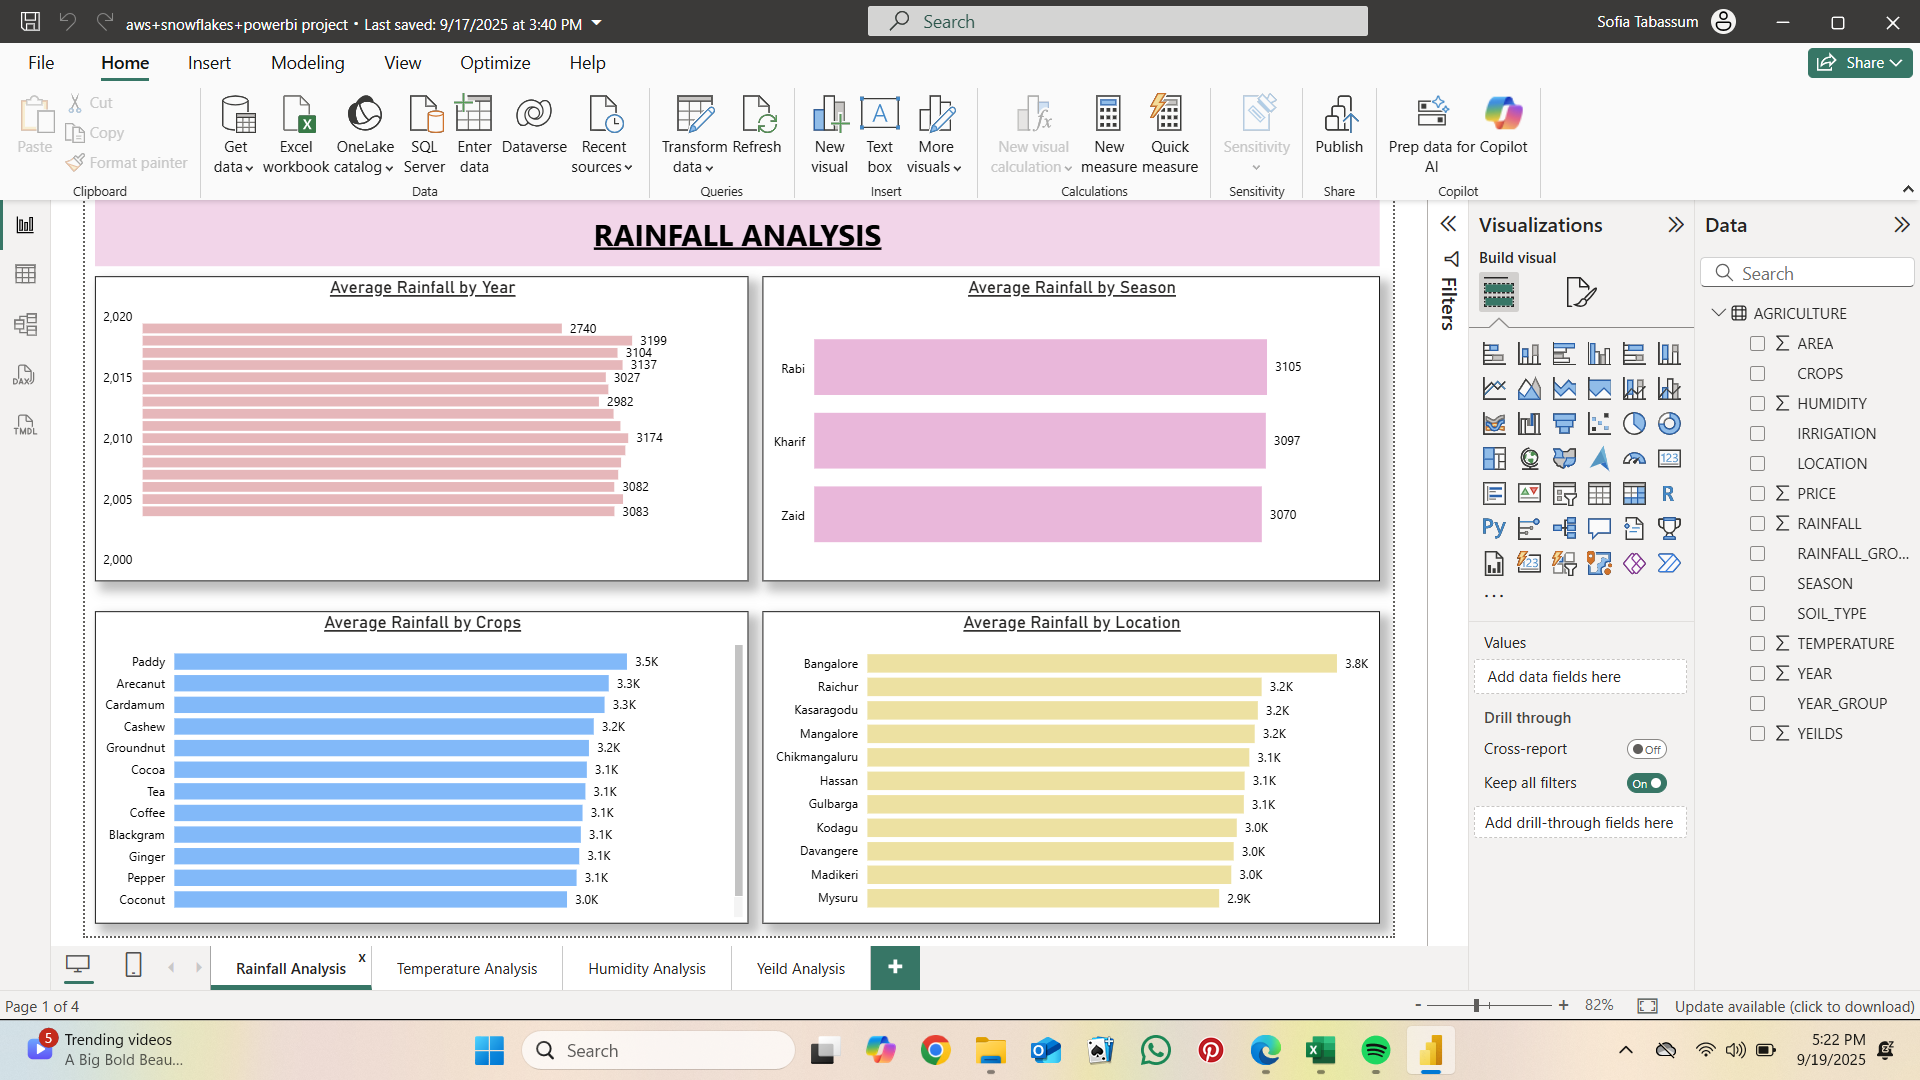 aws+snowflakes+powerbi project • Last saved: 9/17/2025 at 3:40 PM
Search
Sofia Tabassum
File Home Insert Modeling View Optimize Help
Share
Paste
Cut
Copy
Format painter
Clipboard
Get data
Excel workbook
OneLake catalog
SQL Server
Enter data
Dataverse
Recent sources
Data
Transform data
Refresh
Queries
New visual
Text box
More visuals
Insert
New visual calculation
New measure
Quick measure
Calculations
Sensitivity
Sensitivity
Publish
Share
Prep data for AI
Copilot
Copilot
RAINFALL ANALYSIS
Average Rainfall by Year
2,020
2740
3199
3104
3137
2,015
3027
2982
2,010
3174
3082
2,005
3083
2,000
Average Rainfall by Season
Rabi 3105
Kharif 3097
Zaid 3070
Average Rainfall by Crops
Paddy 3.5K
Arecanut 3.3K
Cardamum 3.3K
Cashew 3.2K
Groundnut 3.2K
Cocoa 3.1K
Tea 3.1K
Coffee 3.1K
Blackgram 3.1K
Ginger 3.1K
Pepper 3.1K
Coconut 3.0K
Average Rainfall by Location
Bangalore 3.8K
Raichur 3.2K
Kasaragodu 3.2K
Mangalore 3.2K
Chikmangaluru 3.1K
Hassan 3.1K
Gulbarga 3.1K
Kodagu 3.0K
Davangere 3.0K
Madikeri 3.0K
Mysuru 2.9K
Filters
Visualizations
Build visual
123
R
Py
123
...
Values
Add data fields here
Drill through
Cross-report Off
Keep all filters On
Add drill-through fields here
Data
Search
AGRICULTURE
AREA
CROPS
HUMIDITY
IRRIGATION
LOCATION
PRICE
RAINFALL
RAINFALL_GRO...
SEASON
SOIL_TYPE
TEMPERATURE
YEAR
YEAR_GROUP
YEILDS
DAX
TMDL
Rainfall Analysis x
Temperature Analysis
Humidity Analysis
Yeild Analysis
+
Page 1 of 4
- + 82%
Update available (click to download)
5
Trending videos
A Big Bold Beau...
Search
5:22 PM
9/19/2025